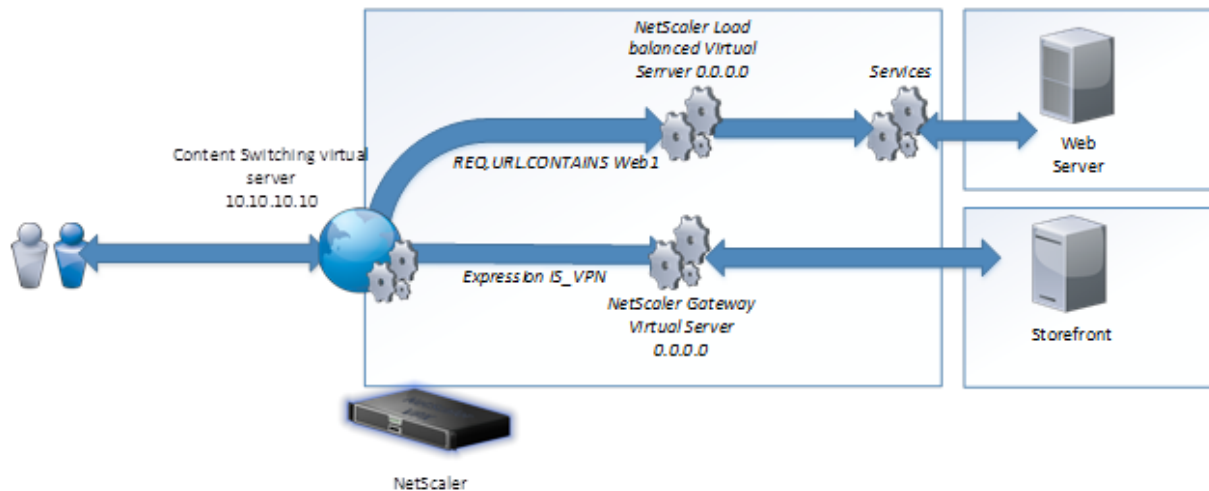 NetScaler Load
balanced Virtual
Serrver 0.0.0.0
Services
Content Switching virtual
server
10.10.10.10
REQ,URL.CONTAINS Web1
Web
Server
Expression IS_VPN
NetScaler Gateway
Virtual Server
0.0.0.0
Storefront
NetScaler